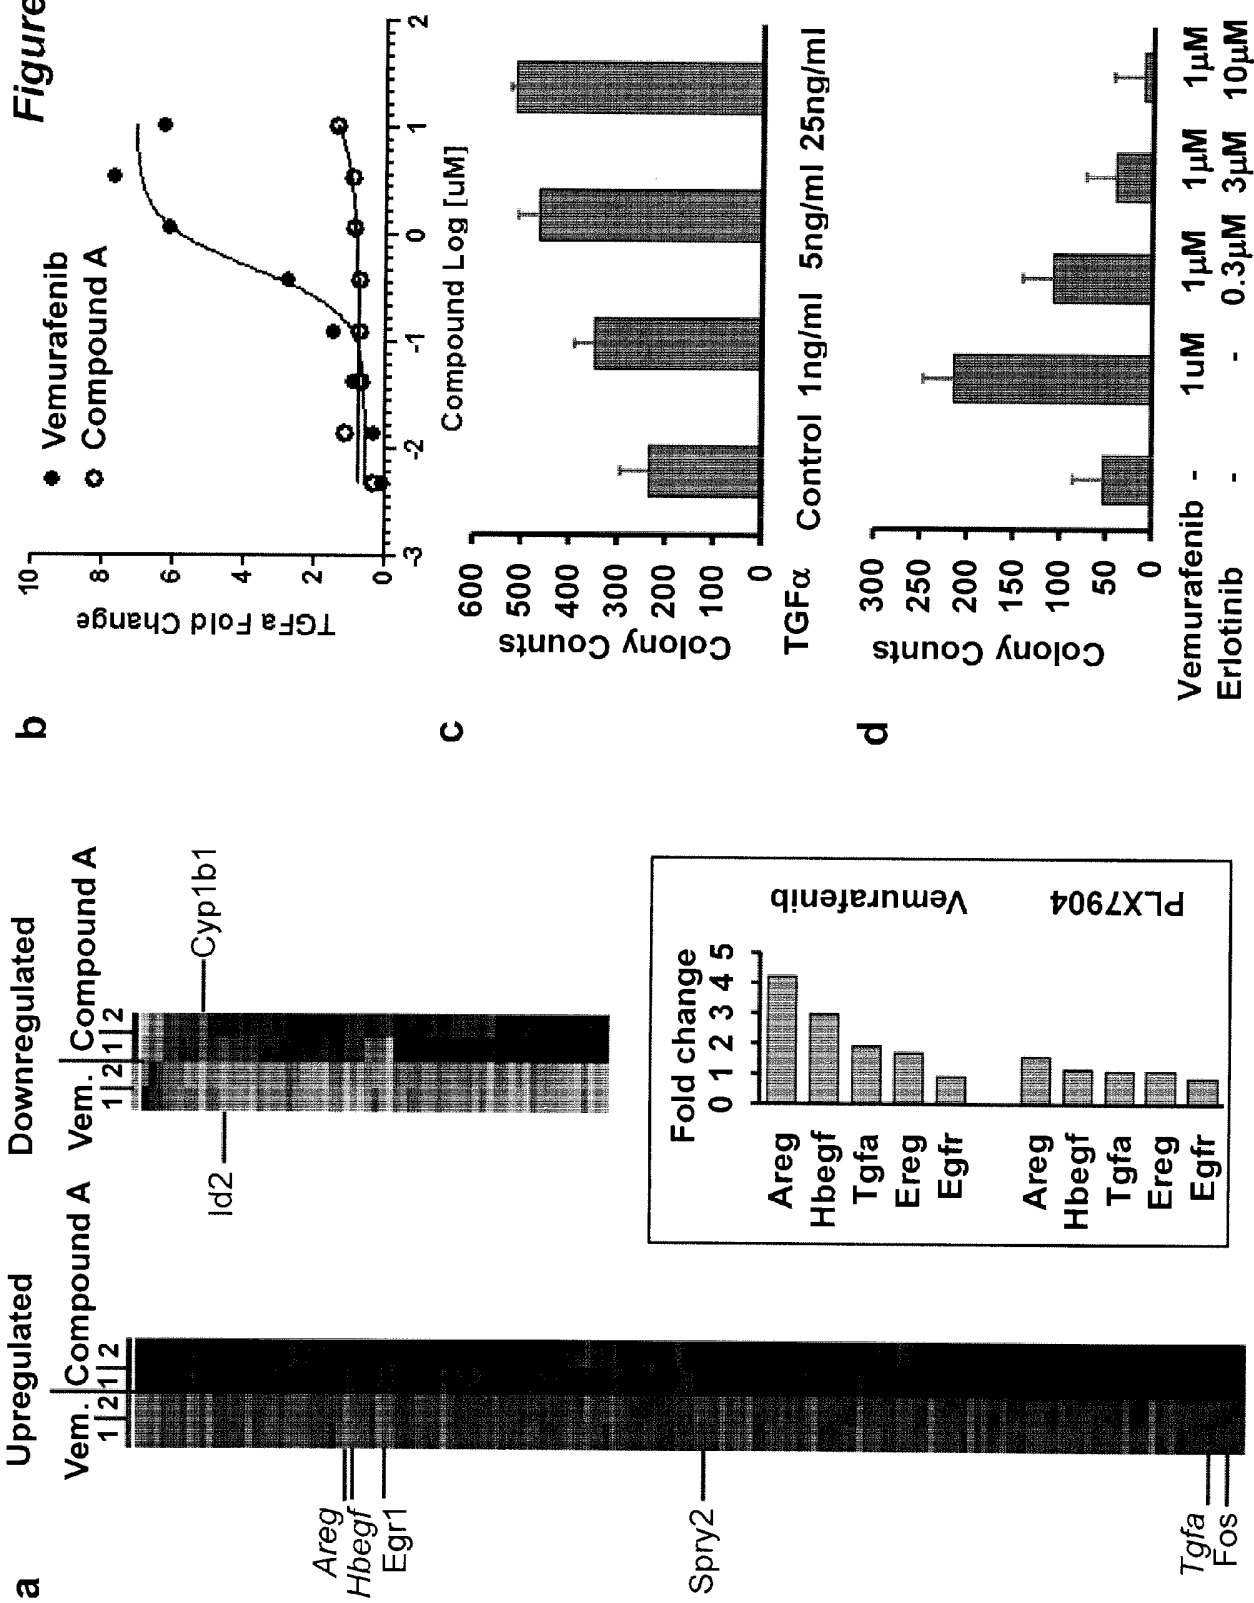 Figure
a
Upregulated
Vem. Compound A
1 2 1 2
Areg
Hbegf
Egr1
Spry2
Tgfa
Fos
Downregulated
Vem. Compound A
1 2 1 2
Id2
Cyp1b1
Fold change
0 1 2 3 4 5
Areg
Hbegf
Tgfa
Ereg
Egfr
Vemurafenib
Areg
Hbegf
Tgfa
Ereg
Egfr
PLX7904
b
Vemurafenib
Compound A
TGFa Fold Change
10
8
6
4
2
0
-3 -2 -1 0 1 2
Compound Log [uM]
c
Colony Counts
600
500
400
300
200
100
0
TGFα Control 1ng/ml 5ng/ml 25ng/ml
d
Colony Counts
300
250
200
150
100
50
0
Vemurafenib - 1uM 1µM 1µM 1µM
Erlotinib - - 0.3µM 3µM 10µM